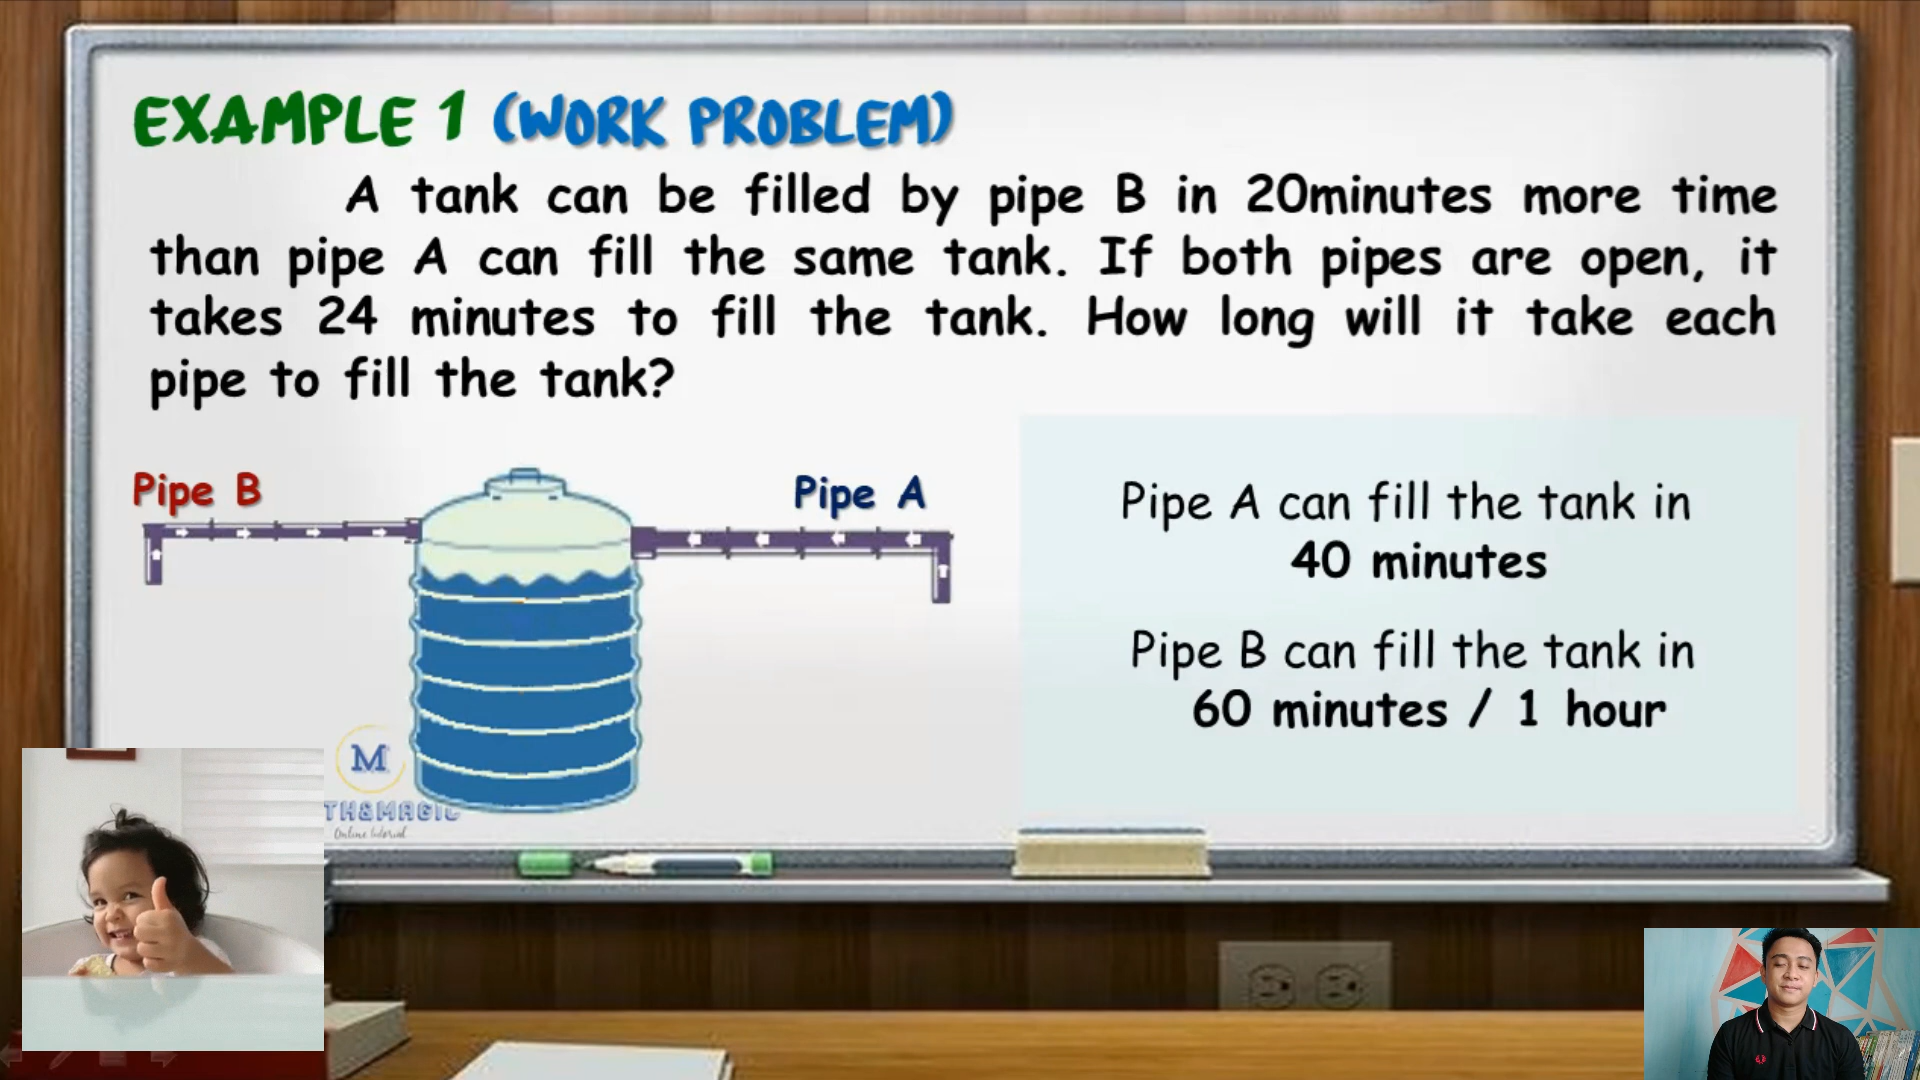 EXAMPLE 1 (WORK PROBLEM)
A tank can be filled by pipe B in 20minutes more time
than pipe A can fill the same tank. If both pipes are open, it
takes 24 minutes to fill the tank. How long will it take each
pipe to fill the tank?
Pipe B
Pipe A
Pipe A can fill the tank in
40 minutes
Pipe B can fill the tank in
60 minutes / 1 hour
M
TH&MAGIC
Online Tutorial